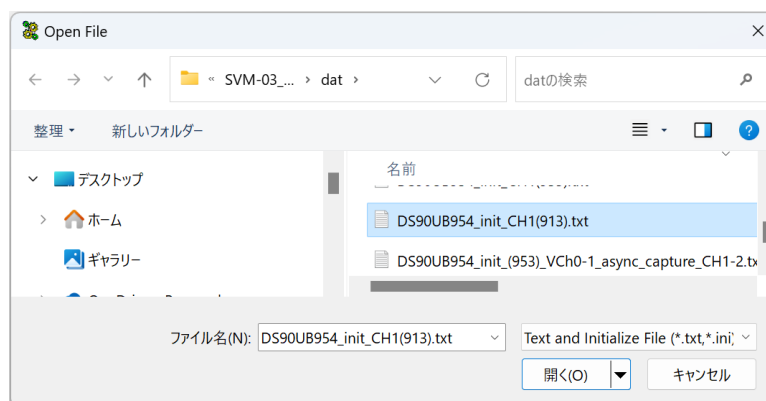 Open File
« SVM-03_... › dat ›
datの検索
整理
新しいフォルダー
名前
デスクトップ
ホーム
DS90UB954_init_CH1(913).txt
ギャラリー
DS90UB954_init_(953)_VCh0-1_async_capture_CH1-2.tx
ファイル名(N): DS90UB954_init_CH1(913).txt
Text and Initialize File (*.txt,*.ini)
開く(O)
キャンセル